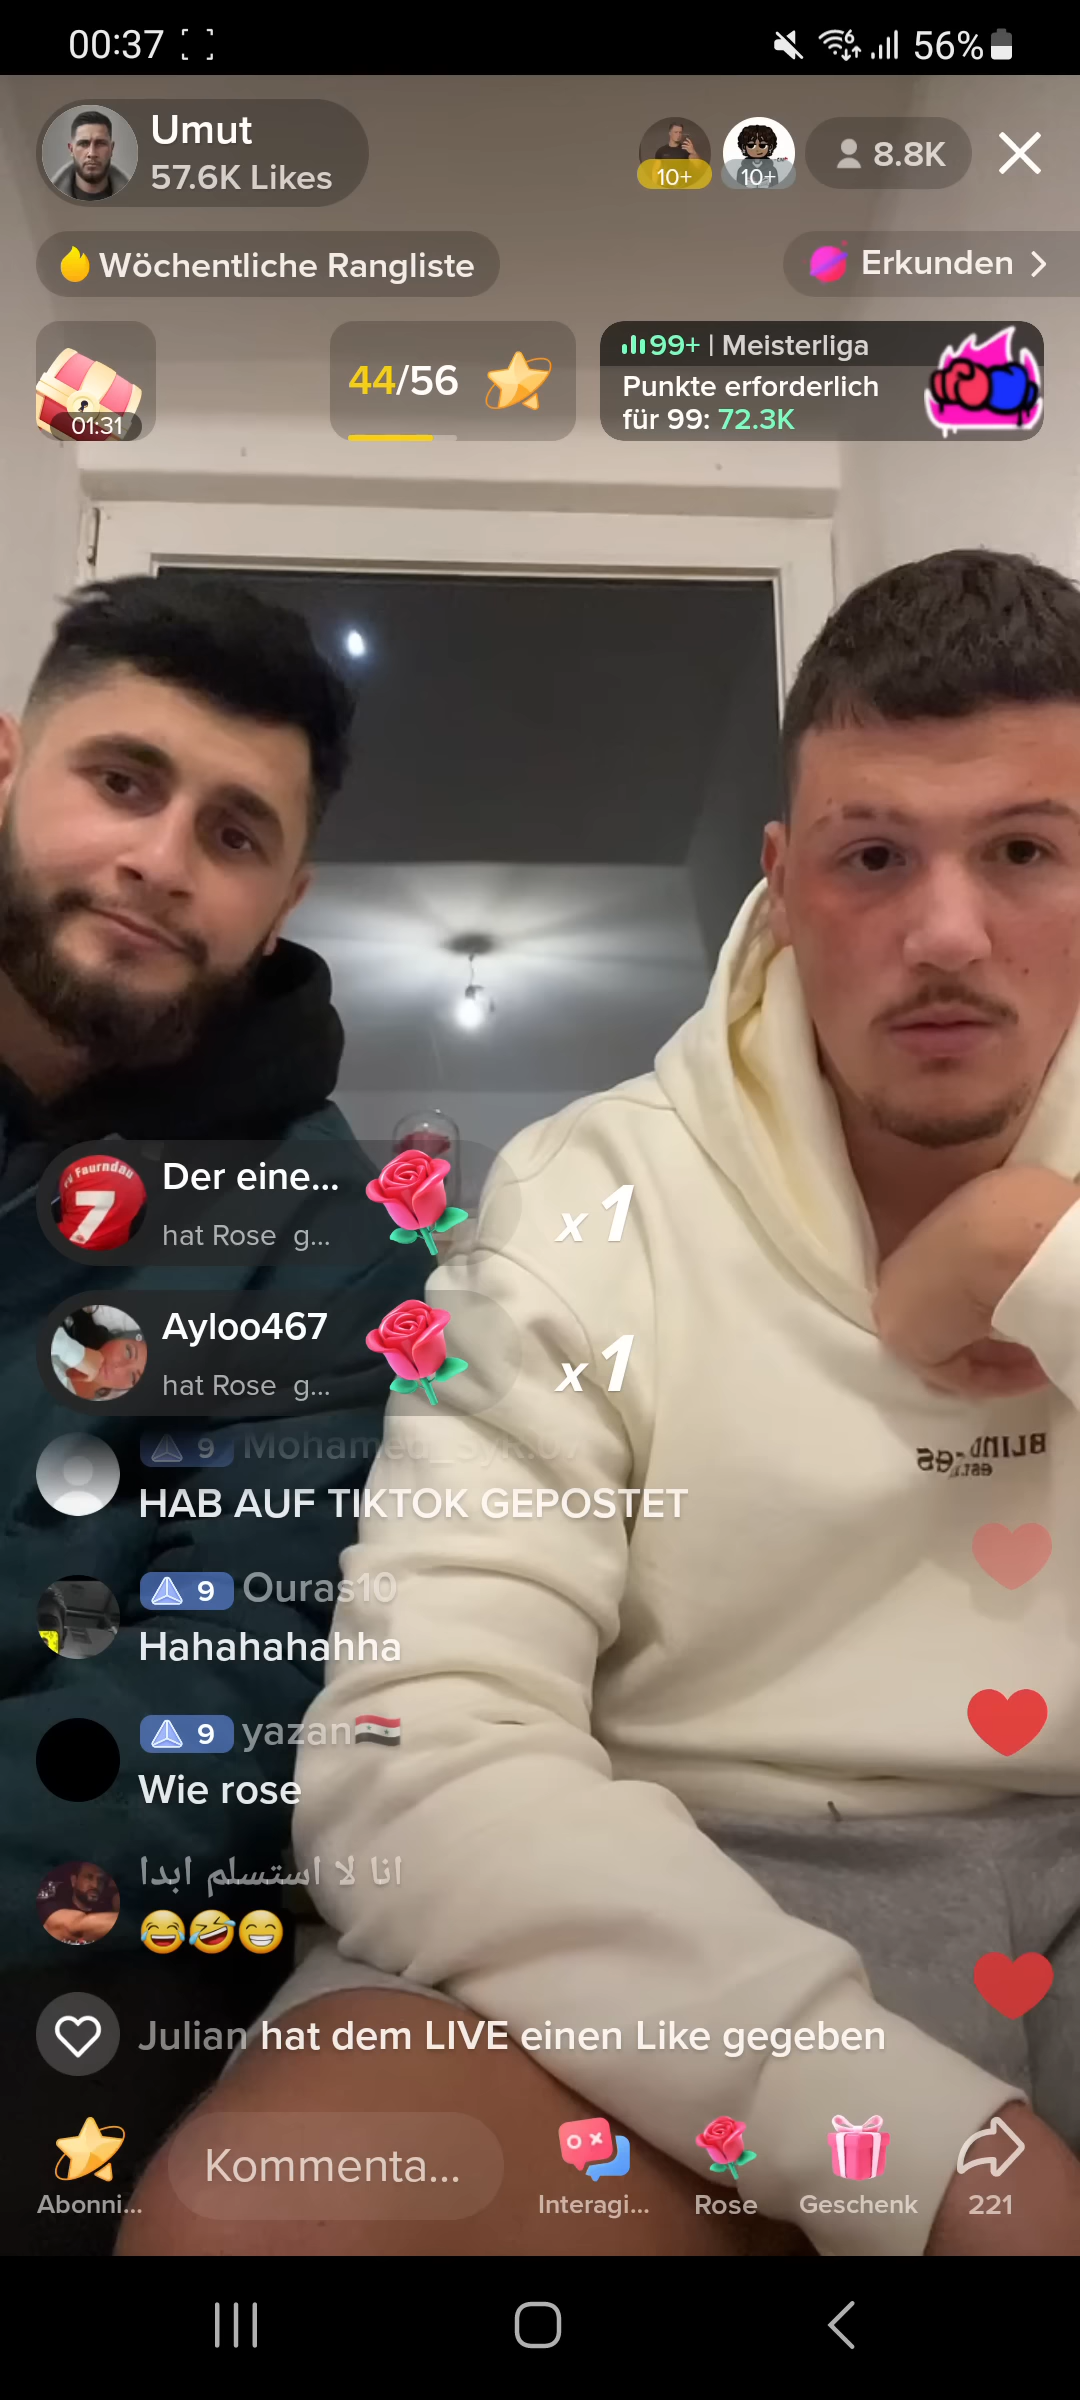 00:37
56%
Umut
57.6K Likes
10+
10+
8.8K
Wöchentliche Rangliste
Erkunden
01:31
44/56
99+ | Meisterliga
Punkte erforderlich
für 99: 72.3K
Der eine...
hat Rose g...
x1
Ayloo467
hat Rose g...
x1
9
HAB AUF TIKTOK GEPOSTET
9 Ouras10
Hahahahahha
9 yazan
Wie rose
انا لا استسلم ابدا
Julian hat dem LIVE einen Like gegeben
Abonni...
Kommenta...
Interagi...
Rose
Geschenk
221